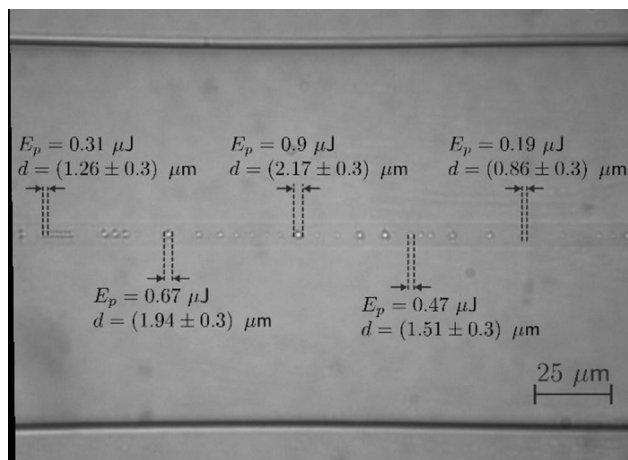 E_p = 0.31 μJ
d = (1.26 ± 0.3) μm
E_p = 0.9 μJ
d = (2.17 ± 0.3) μm
E_p = 0.19 μJ
d = (0.86 ± 0.3) μm
E_p = 0.67 μJ
d = (1.94 ± 0.3) μm
E_p = 0.47 μJ
d = (1.51 ± 0.3) μm
25 μm